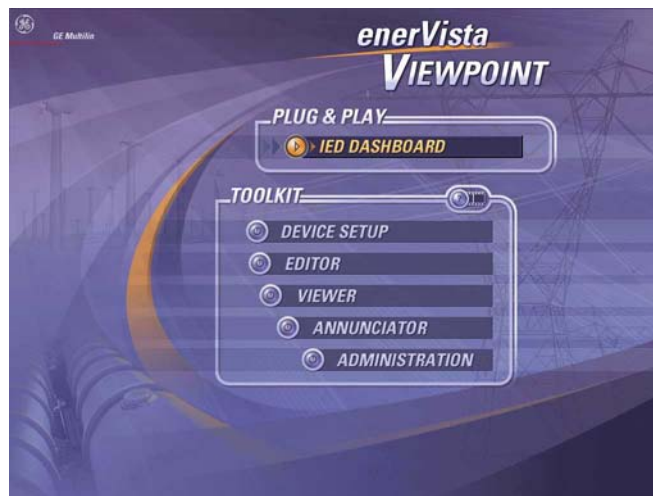 GE Multilin
enerVista
VIEWPOINT
PLUG & PLAY
IED DASHBOARD
TOOLKIT
DEVICE SETUP
EDITOR
VIEWER
ANNUNCIATOR
ADMINISTRATION